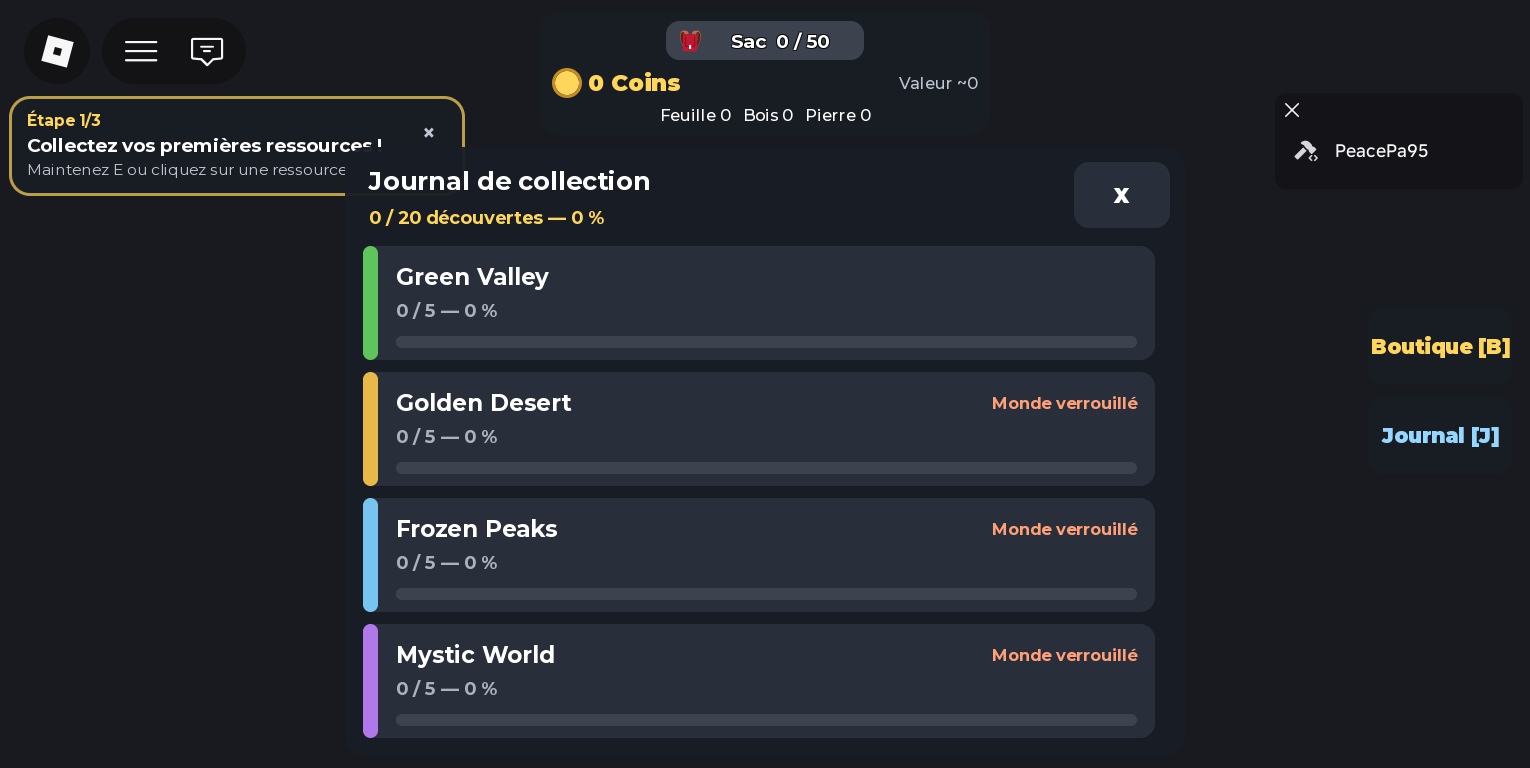 Sac 0 / 50
0 Coins
Valeur ~0
Feuille 0 Bois 0 Pierre 0
Étape 1/3
Collectez vos premières ressources !
Maintenez E ou cliquez sur une ressource
×
PeacePa95
Journal de collection
0 / 20 découvertes — 0 %
X
Green Valley
0 / 5 — 0 %
Golden Desert
Monde verrouillé
0 / 5 — 0 %
Frozen Peaks
Monde verrouillé
0 / 5 — 0 %
Mystic World
Monde verrouillé
0 / 5 — 0 %
Boutique [B]
Journal [J]